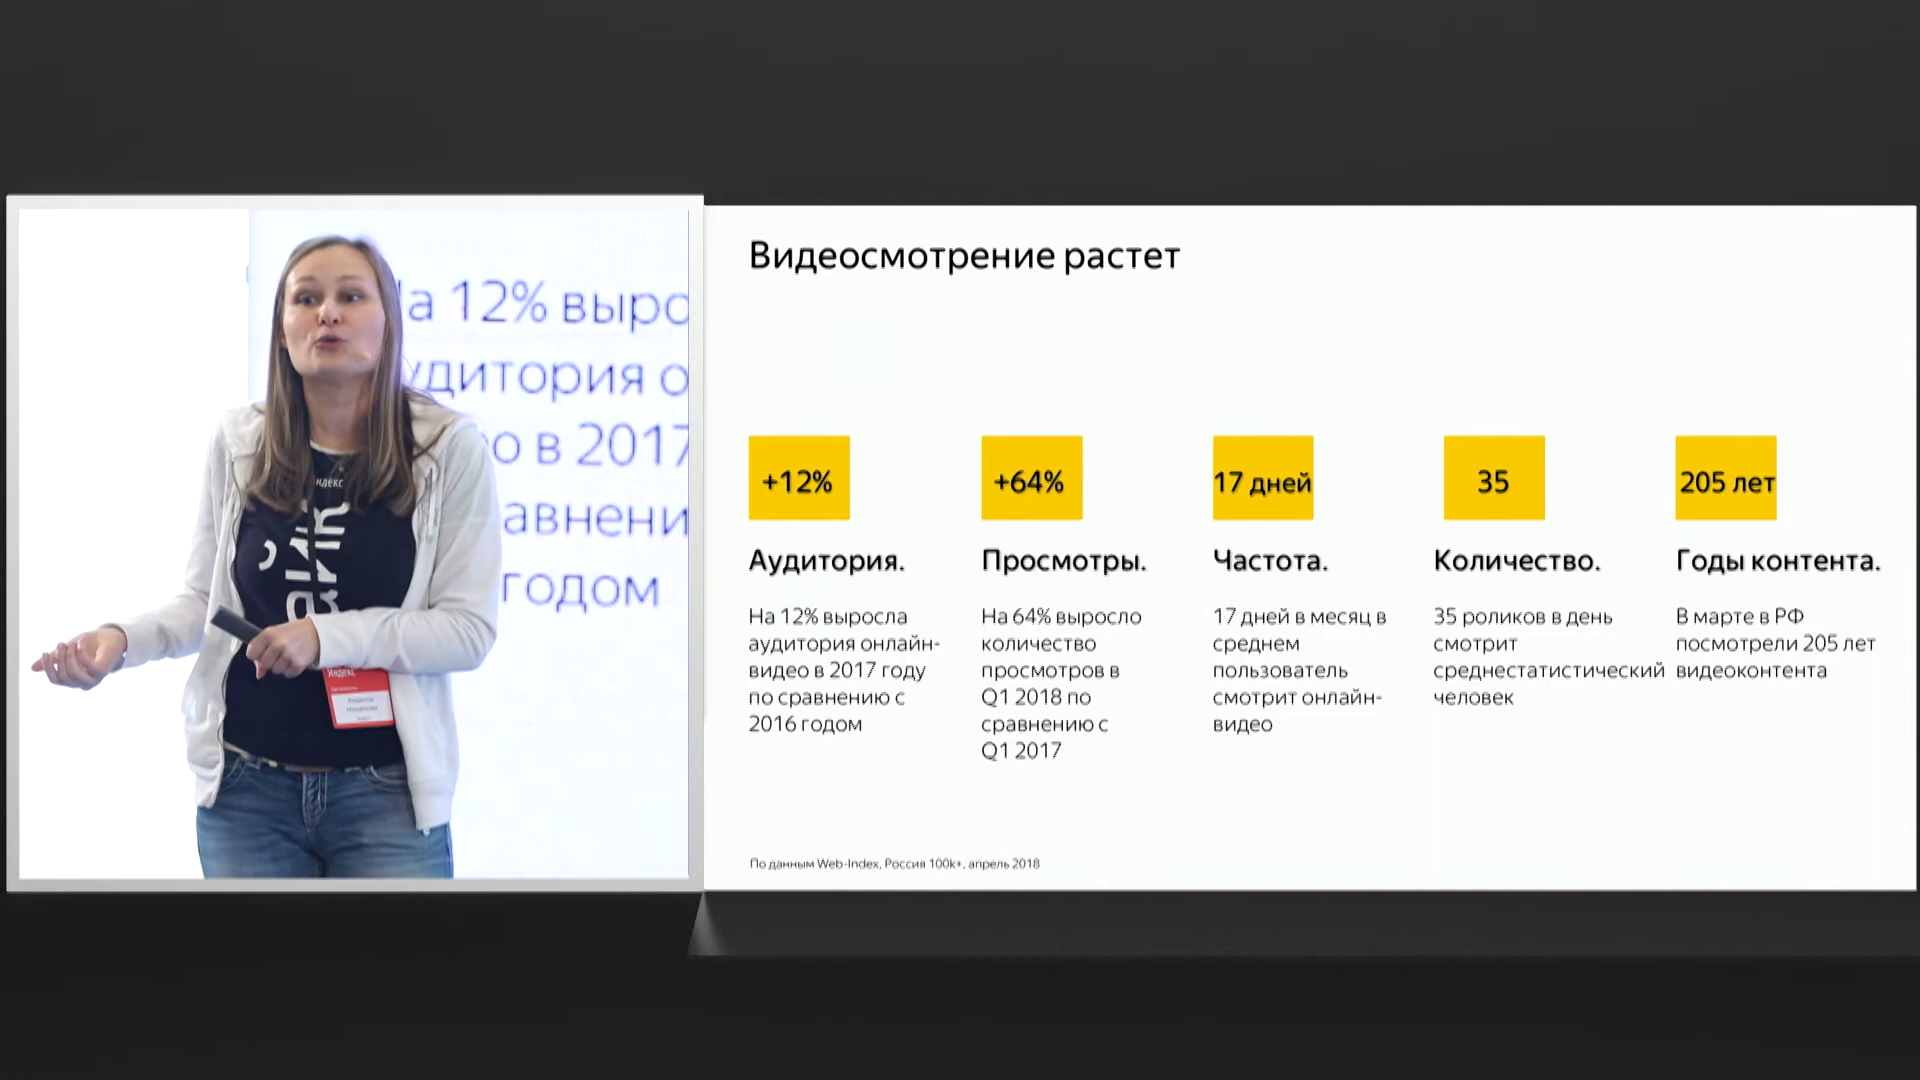 а 12% выро
удитория о
о в 2017
авнени
годом
ндекс
Яндекс
Видеосмотрение растет
+12%
+64%
17 дней
35
205 лет
Аудитория.
Просмотры.
Частота.
Количество.
Годы контента.
На 12% выросла
аудитория онлайн-
видео в 2017 году
по сравнению с
2016 годом
На 64% выросло
количество
просмотров в
Q1 2018 по
сравнению с
Q1 2017
17 дней в месяц в
среднем
пользователь
смотрит онлайн-
видео
35 роликов в день
смотрит
среднестатистический
человек
В марте в РФ
посмотрели 205 лет
видеоконтента
По данным Web-Index, Россия 100k+, апрель 2018